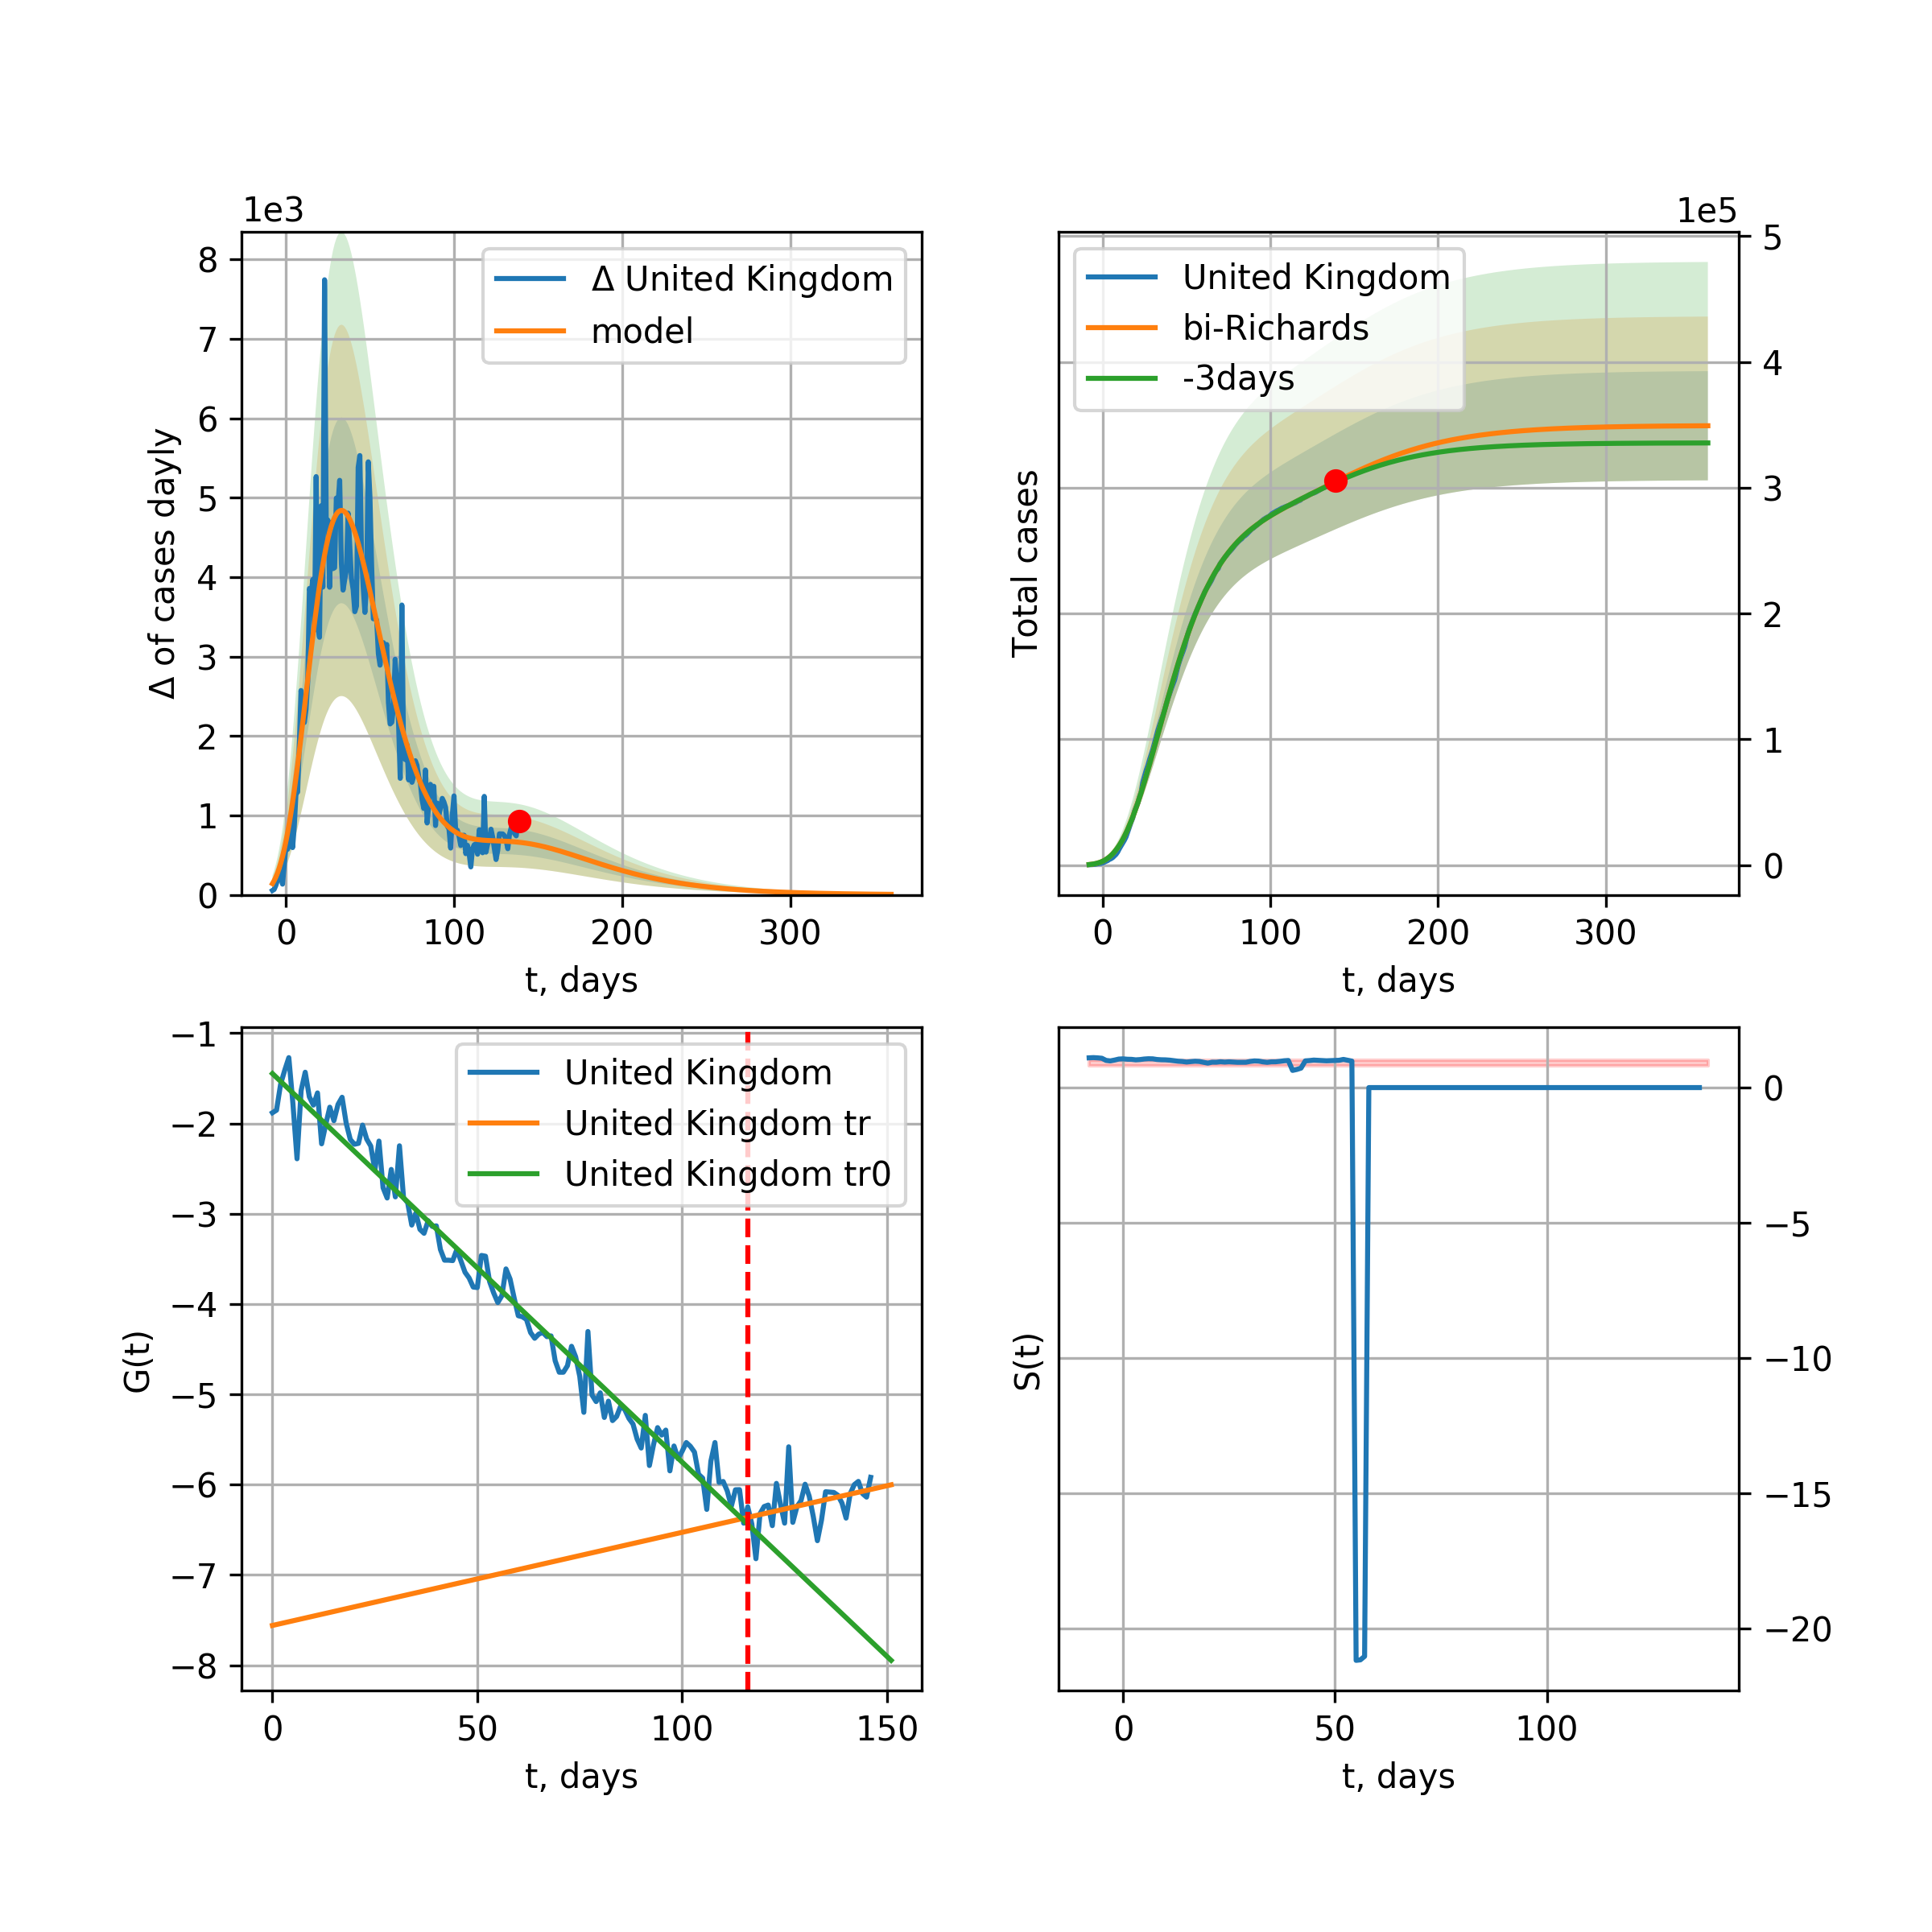 1e3
8
7
6
5
4
3
2
1
0
Δ of cases dayly
Δ United Kingdom
model
0 100 200 300
t, days
1e5
5
4
3
2
1
0
Total cases
United Kingdom
bi-Richards
-3days
0 100 200 300
t, days
−1
−2
−3
−4
−5
−6
−7
−8
G(t)
United Kingdom
United Kingdom tr
United Kingdom tr0
0 50 100 150
t, days
0
−5
−10
−15
−20
S(t)
0 50 100
t, days